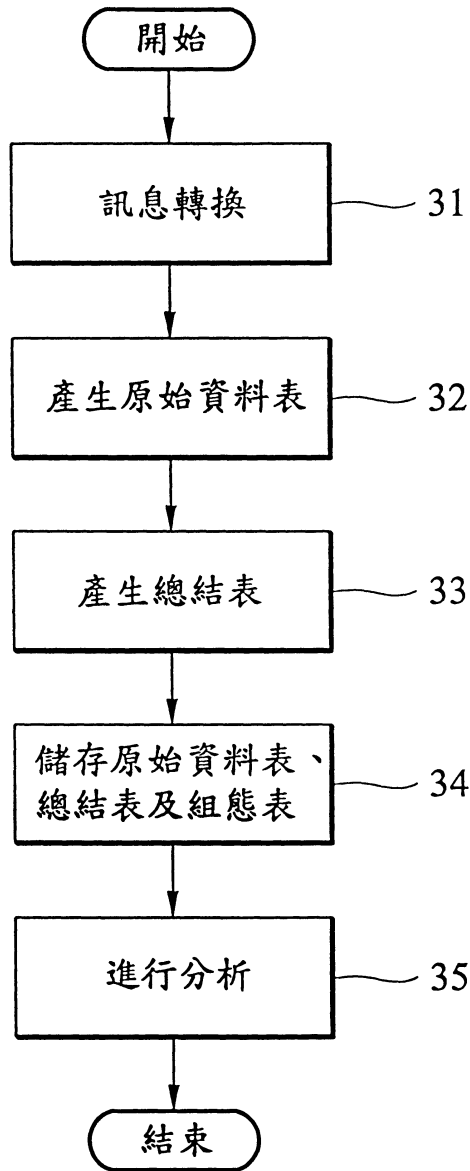 開始
訊息轉換
31
產生原始資料表
32
產生總結表
33
儲存原始資料表、
總結表及組態表
34
進行分析
35
結束